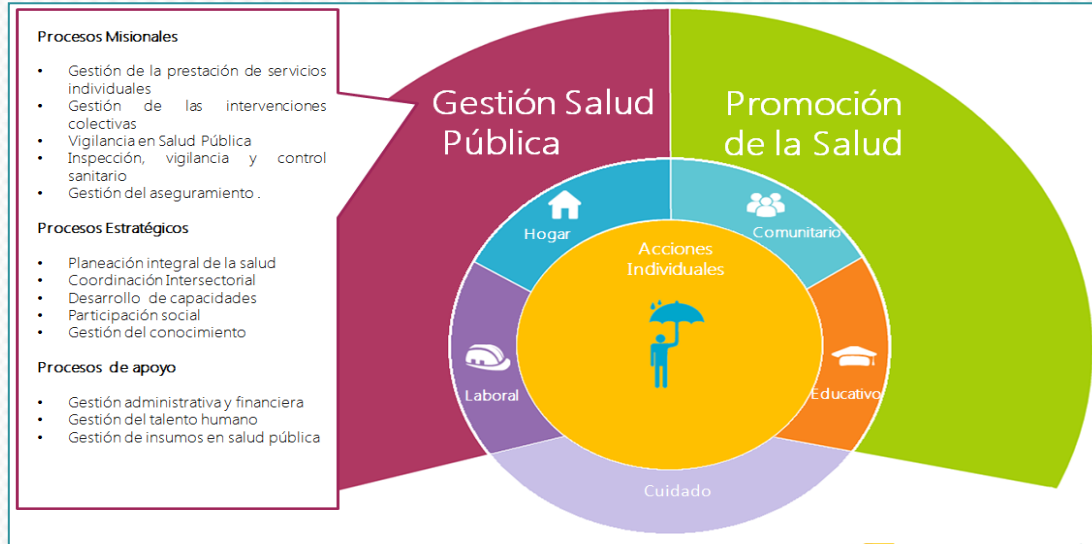 Procesos Misionales
• Gestión de la prestación de servicios
individuales
• Gestión de las intervenciones
colectivas
• Vigilancia en Salud Pública
• Inspección, vigilancia y control
sanitario
• Gestión del aseguramiento .
Procesos Estratégicos
• Planeación integral de la salud
• Coordinación Intersectorial
• Desarrollo de capacidades
• Participación social
• Gestión del conocimiento
Procesos de apoyo
• Gestión administrativa y financiera
• Gestión del talento humano
• Gestión de insumos en salud pública
Gestión Salud
Pública
Promoción
de la Salud
Hogar
Comunitario
Acciones
Individuales
Laboral
Educativo
Cuidado